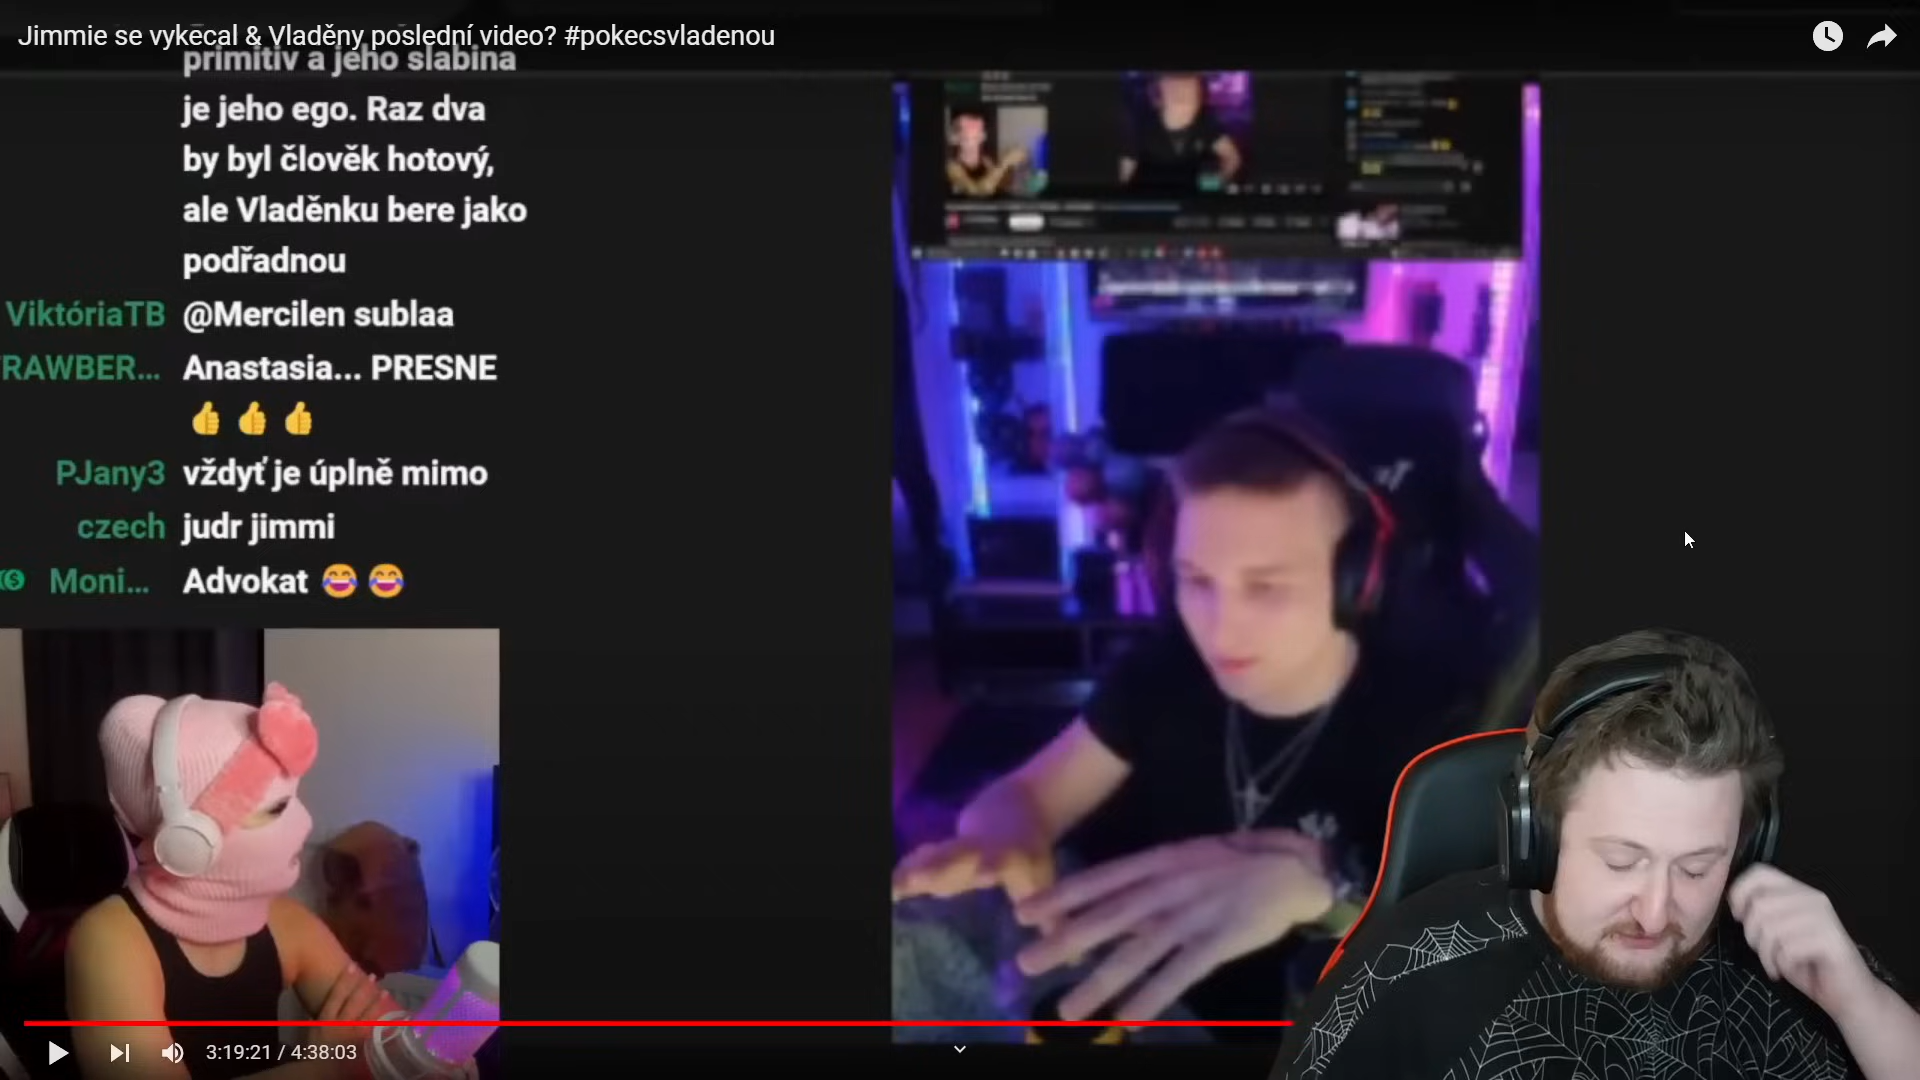 Jimmie se vykecal & Vladěny poslední video? #pokecsvladenou
primitiv a jeho slabina
je jeho ego. Raz dva
by byl člověk hotový,
ale Vladěnku bere jako
podřadnou
ViktóriaTB @Mercilen sublaa
RAWBER... Anastasia... PRESNE
👍 👍 👍
PJany3 vždyť je úplně mimo
czech judr jimmi
Moni... Advokat 😂 😂
3:19:21 / 4:38:03